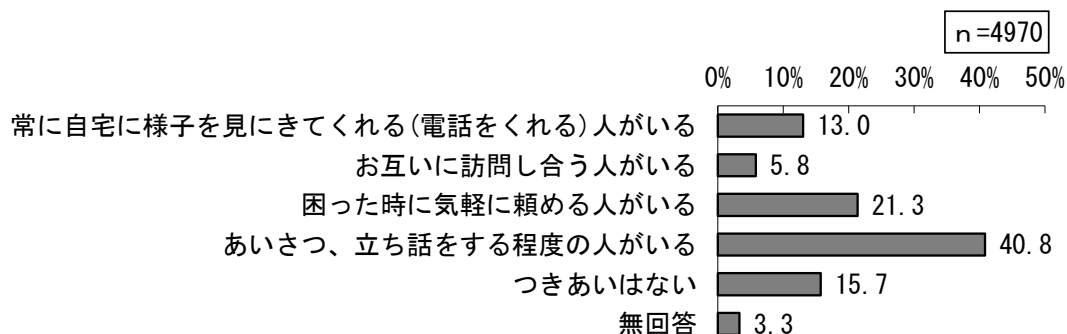 n=4970
0% 10% 20% 30% 40% 50%
常に自宅に様子を見にきてくれる(電話をくれる)人がいる 13.0
お互いに訪問し合う人がいる 5.8
困った時に気軽に頼める人がいる 21.3
あいさつ、立ち話をする程度の人がいる 40.8
つきあいはない 15.7
無回答 3.3